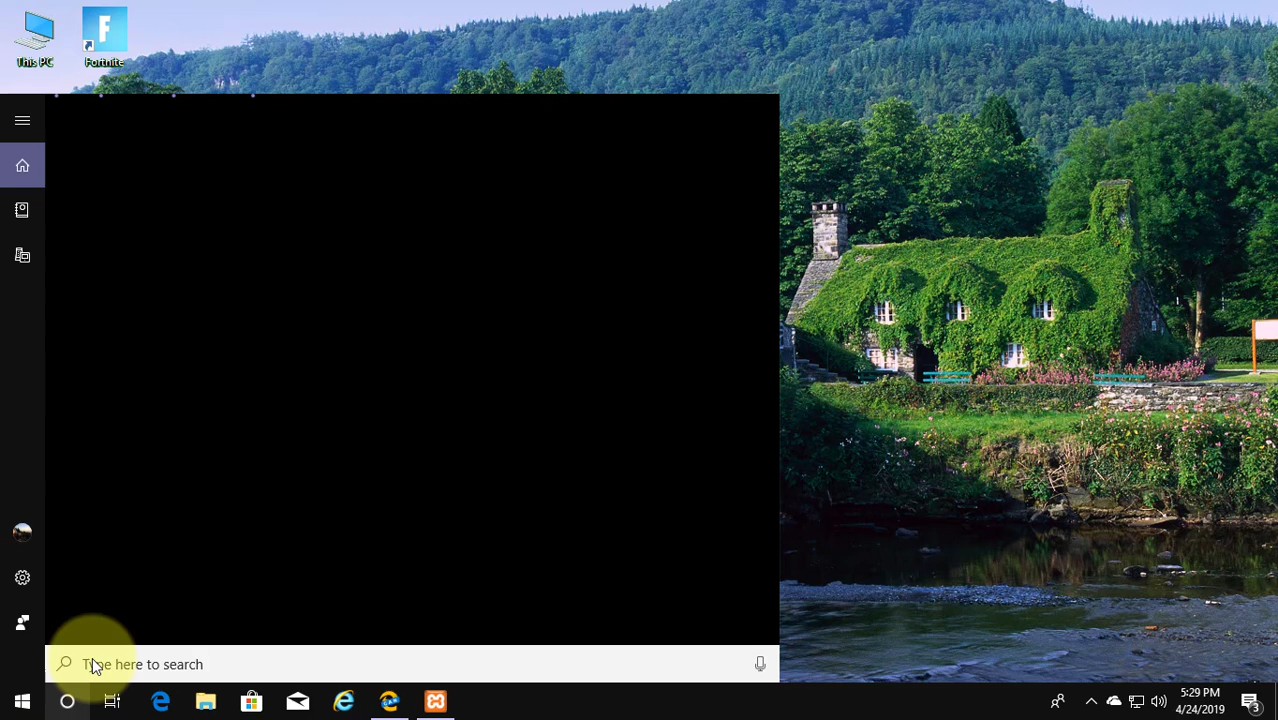 This PC
Fortnite
Type here to search
5:29 PM
4/24/2019
3